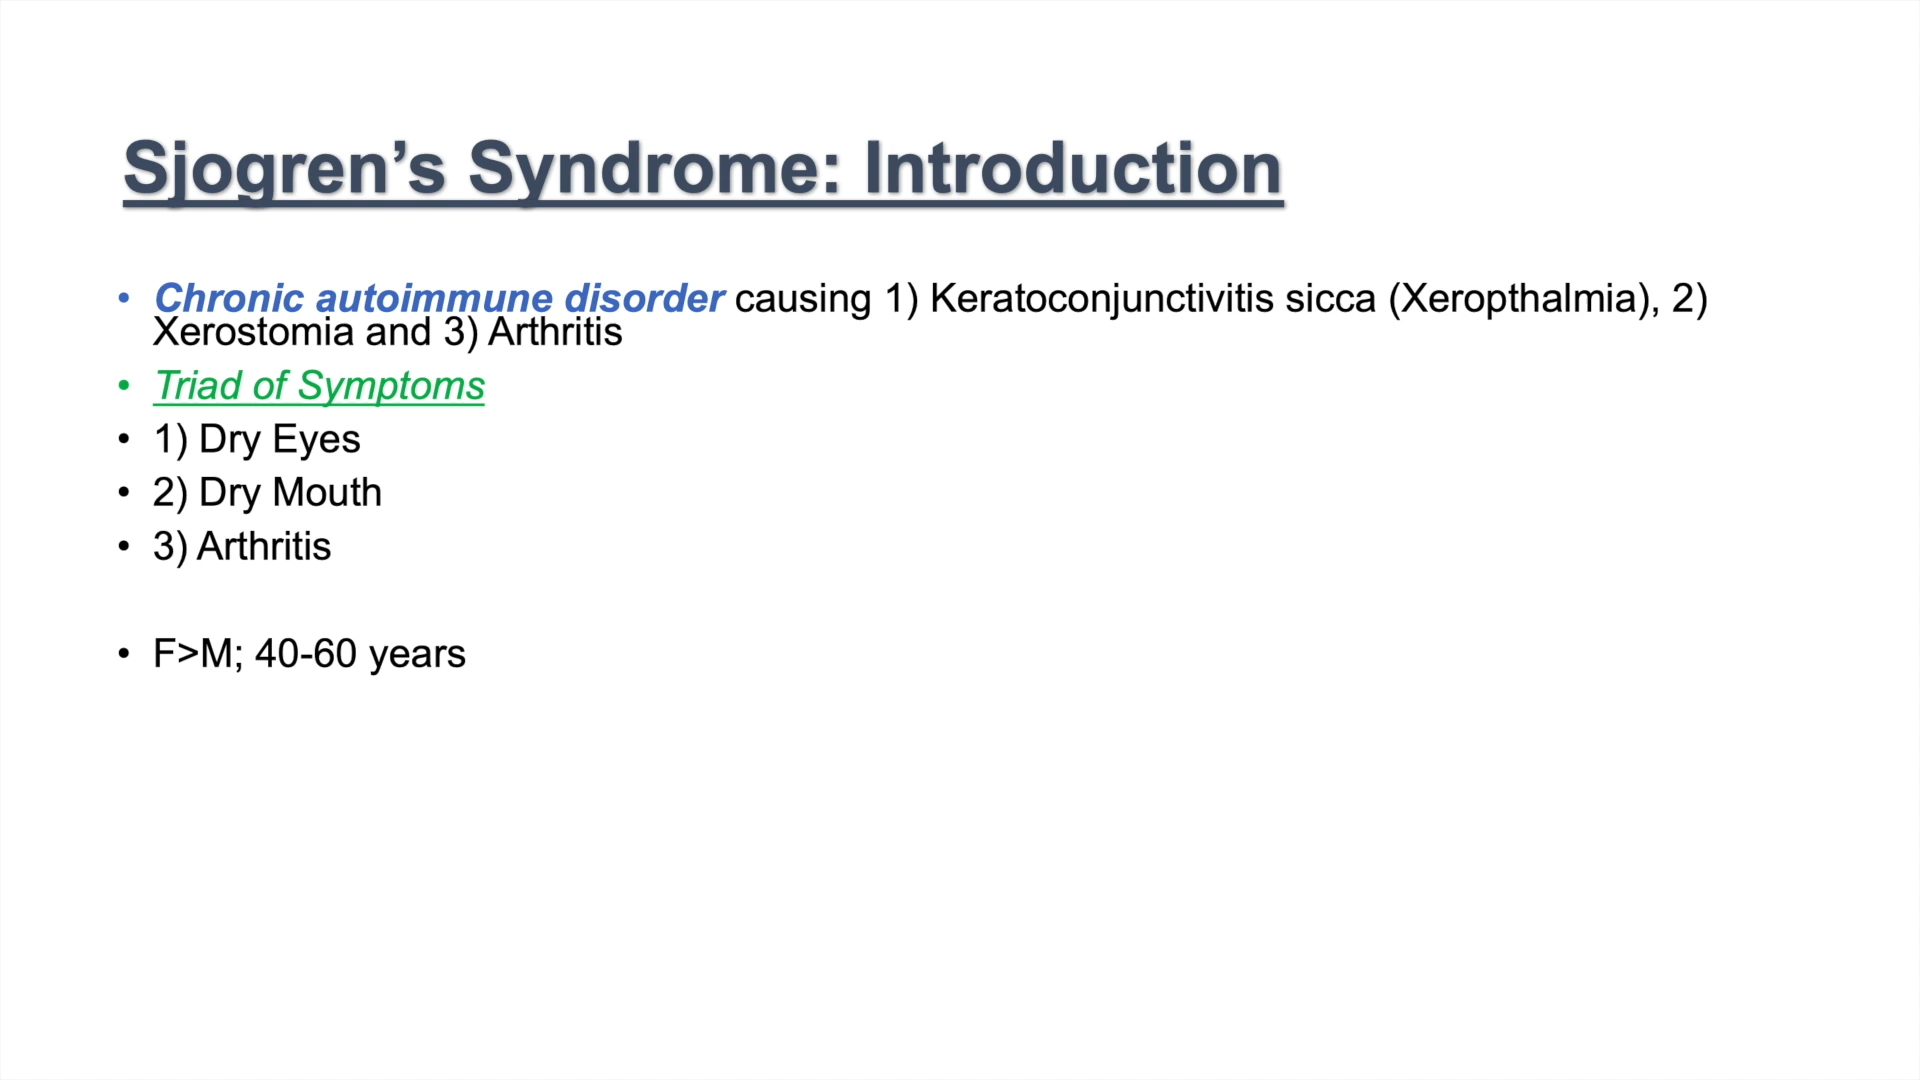 Sjogren’s Syndrome: Introduction
• Chronic autoimmune disorder causing 1) Keratoconjunctivitis sicca (Xeropthalmia), 2)
Xerostomia and 3) Arthritis
• Triad of Symptoms
• 1) Dry Eyes
• 2) Dry Mouth
• 3) Arthritis
• F>M; 40-60 years